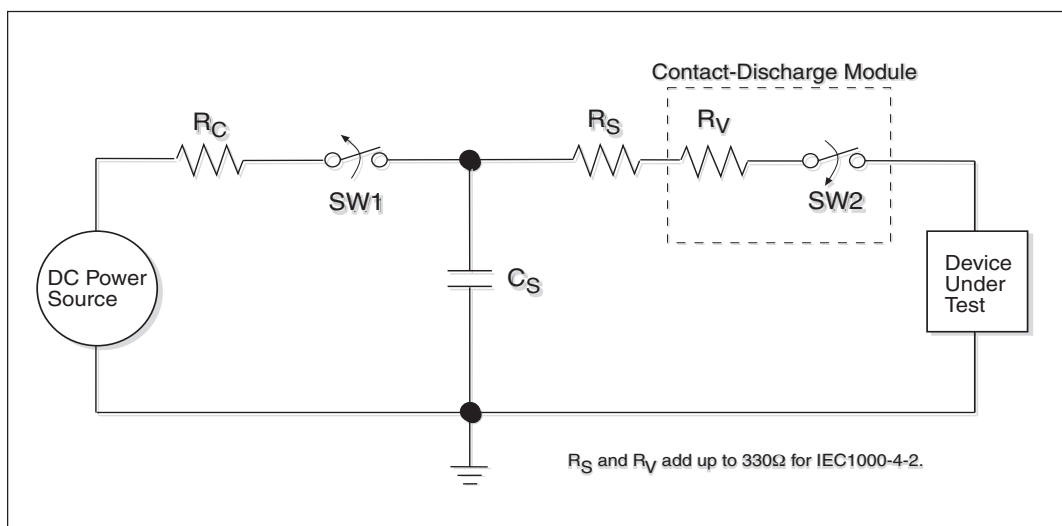 Contact-Discharge Module
RC
RS
RV
SW1
SW2
DC Power
Source
CS
Device
Under
Test
RS and RV add up to 330Ω for IEC1000-4-2.